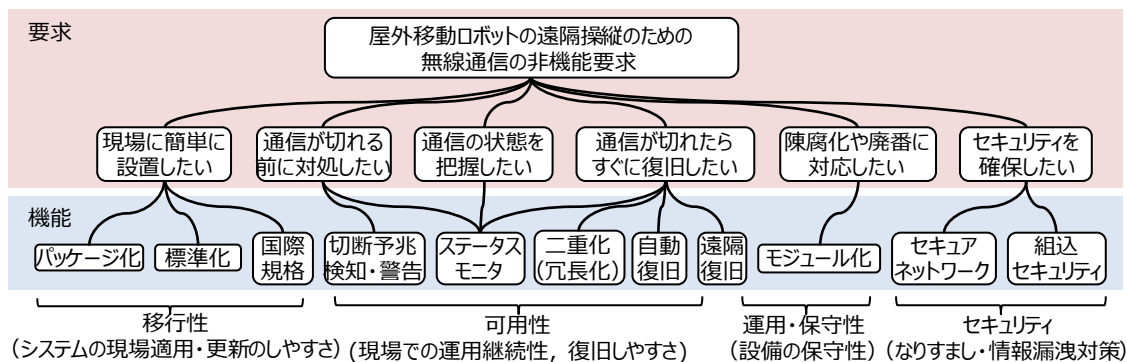 要求
屋外移動ロボットの遠隔操縦のための
無線通信の非機能要求
現場に簡単に
設置したい
通信が切れる
前に対処したい
通信の状態を
把握したい
通信が切れたら
すぐに復旧したい
陳腐化や廃番に
対応したい
セキュリティを
確保したい
機能
パッケージ化
標準化
国際
規格
切断予兆
検知・警告
ステータス
モニタ
二重化
(冗長化)
自動
復旧
遠隔
復旧
モジュール化
セキュア
ネットワーク
組込
セキュリティ
移行性
(システムの現場適用・更新のしやすさ)
可用性
(現場での運用継続性,復旧しやすさ)
運用・保守性
(設備の保守性)
セキュリティ
(なりすまし・情報漏洩対策)